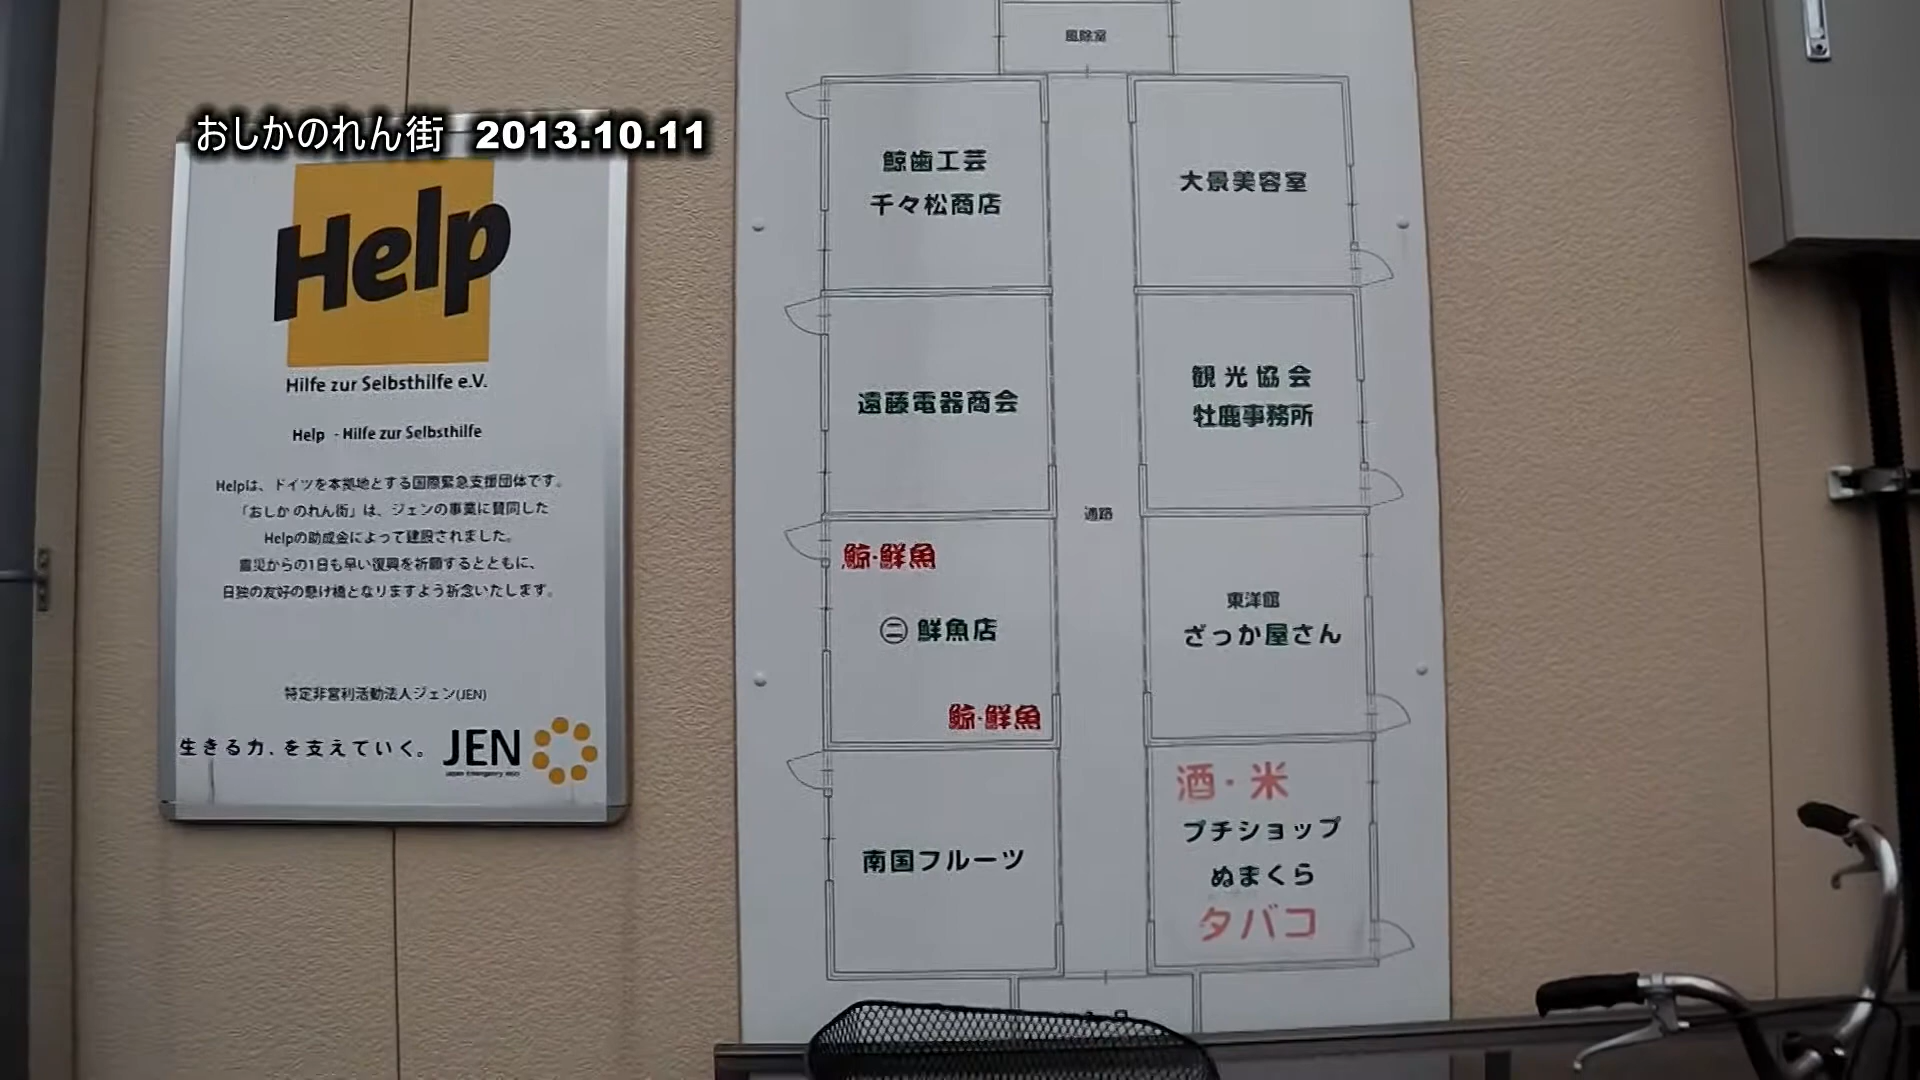 おしかのれん街 2013.10.11
Help
Hilfe zur Selbsthilfe e.V.
Help - Hilfe zur Selbsthilfe
Helpは、ドイツを本拠地とする国際緊急支援団体です。
「おしか のれん街」は、ジェンの事業に賛同した
Helpの助成金によって建設されました。
震災からの1日も早い復興を祈願するとともに、
日独の友好の懸け橋となりますよう祈念いたします。
特定非営利活動法人ジェン(JEN)
生きる力、を支えていく。 JEN
風除室
鯨歯工芸
千々松商店
大景美容室
遠藤電器商会
観光協会
牡鹿事務所
通路
鯨・鮮魚
㊁ 鮮魚店
鯨・鮮魚
東洋館
ざっか屋さん
南国フルーツ
酒・米
プチショップ
ぬまくら
タバコ